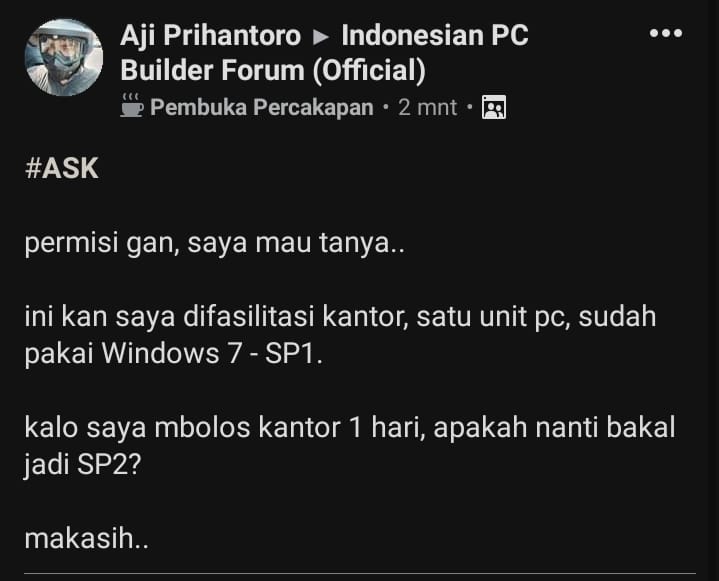 Aji Prihantoro ▸ Indonesian PC
Builder Forum (Official)
Pembuka Percakapan • 2 mnt •
#ASK
permisi gan, saya mau tanya..
ini kan saya difasilitasi kantor, satu unit pc, sudah
pakai Windows 7 - SP1.
kalo saya mbolos kantor 1 hari, apakah nanti bakal
jadi SP2?
makasih..